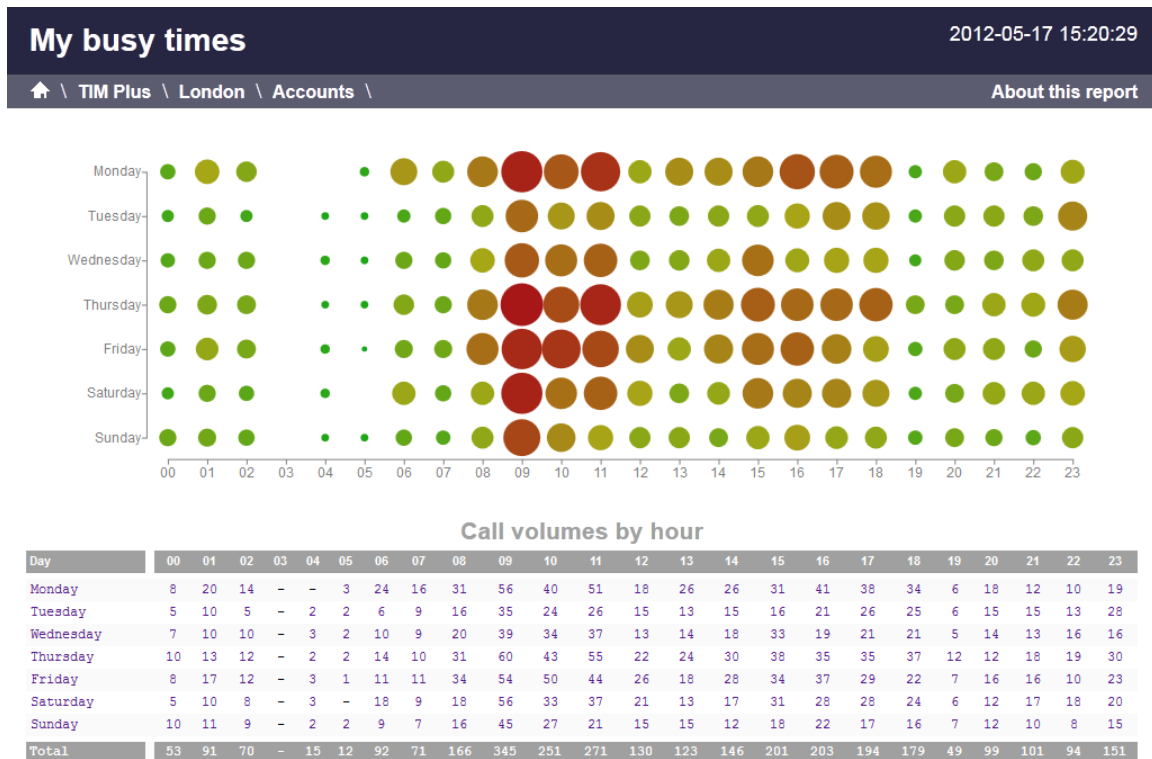 My busy times 2012-05-17 15:20:29
\ TIM Plus \ London \ Accounts \ About this report
Monday
Tuesday
Wednesday
Thursday
Friday
Saturday
Sunday
00 01 02 03 04 05 06 07 08 09 10 11 12 13 14 15 16 17 18 19 20 21 22 23
Call volumes by hour
Day 00 01 02 03 04 05 06 07 08 09 10 11 12 13 14 15 16 17 18 19 20 21 22 23
Monday 8 20 14 - - 3 24 16 31 56 40 51 18 26 26 31 41 38 34 6 18 12 10 19
Tuesday 5 10 5 - 2 2 6 9 16 35 24 26 15 13 15 16 21 26 25 6 15 15 13 28
Wednesday 7 10 10 - 3 2 10 9 20 39 34 37 13 14 18 33 19 21 21 5 14 13 16 16
Thursday 10 13 12 - 2 2 14 10 31 60 43 55 22 24 30 38 35 35 37 12 12 18 19 30
Friday 8 17 12 - 3 1 11 11 34 54 50 44 26 18 28 34 37 29 22 7 16 16 10 23
Saturday 5 10 8 - 3 - 18 9 18 56 33 37 21 13 17 31 28 28 24 6 12 17 18 20
Sunday 10 11 9 - 2 2 9 7 16 45 27 21 15 15 12 18 22 17 16 7 12 10 8 15
Total 53 91 70 - 15 12 92 71 166 345 251 271 130 123 146 201 203 194 179 49 99 101 94 151